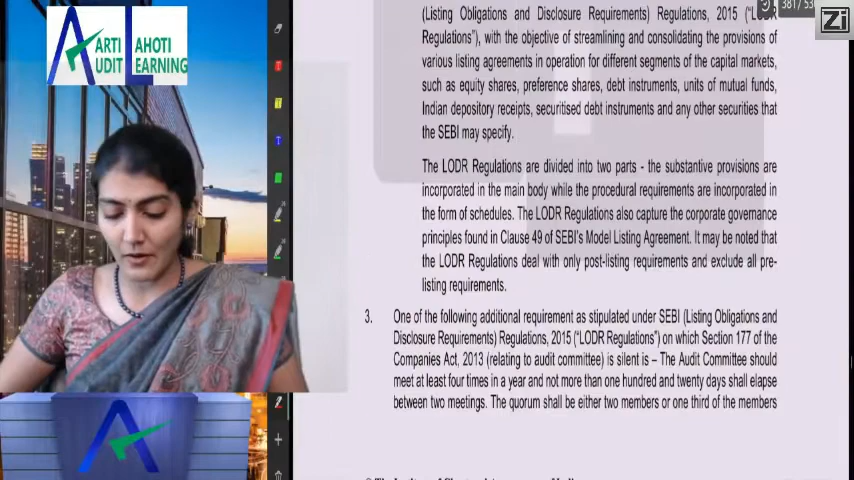 ARTI LAHOTI
AUDIT LEARNING
381 / 53
Zi
(Listing Obligations and Disclosure Requirements) Regulations, 2015 ("LODR
Regulations"), with the objective of streamlining and consolidating the provisions of
various listing agreements in operation for different segments of the capital markets,
such as equity shares, preference shares, debt instruments, units of mutual funds,
Indian depository receipts, securitised debt instruments and any other securities that
the SEBI may specify.
The LODR Regulations are divided into two parts - the substantive provisions are
incorporated in the main body while the procedural requirements are incorporated in
the form of schedules. The LODR Regulations also capture the corporate governance
principles found in Clause 49 of SEBI's Model Listing Agreement. It may be noted that
the LODR Regulations deal with only post-listing requirements and exclude all pre-
listing requirements.
3. One of the following additional requirement as stipulated under SEBI (Listing Obligations and
Disclosure Requirements) Regulations, 2015 ("LODR Regulations") on which Section 177 of the
Companies Act, 2013 (relating to audit committee) is silent is – The Audit Committee should
meet at least four times in a year and not more than one hundred and twenty days shall elapse
between two meetings. The quorum shall be either two members or one third of the members